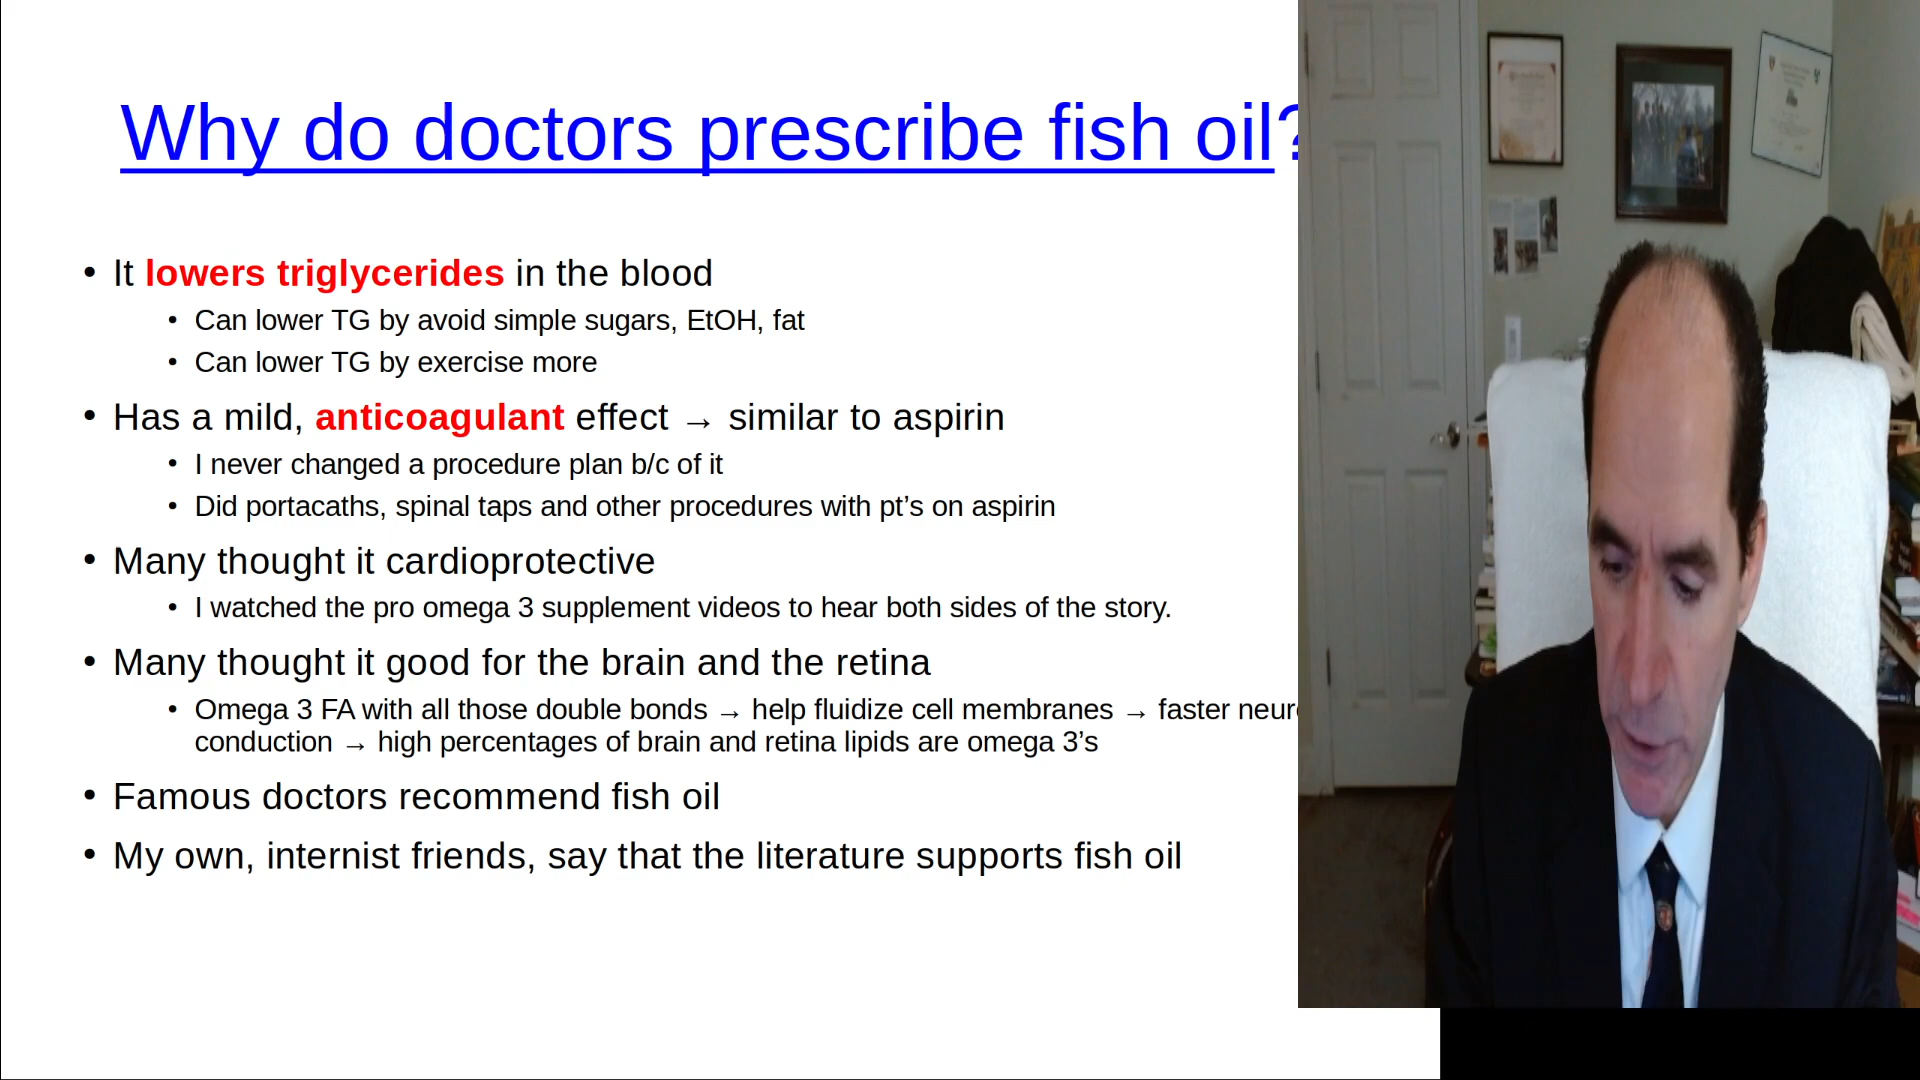 Why do doctors prescribe fish oil?
• It lowers triglycerides in the blood
• Can lower TG by avoid simple sugars, EtOH, fat
• Can lower TG by exercise more
• Has a mild, anticoagulant effect → similar to aspirin
• I never changed a procedure plan b/c of it
• Did portacaths, spinal taps and other procedures with pt’s on aspirin
• Many thought it cardioprotective
• I watched the pro omega 3 supplement videos to hear both sides of the story.
• Many thought it good for the brain and the retina
• Omega 3 FA with all those double bonds → help fluidize cell membranes → faster
conduction → high percentages of brain and retina lipids are omega 3’s
• Famous doctors recommend fish oil
• My own, internist friends, say that the literature supports fish oil